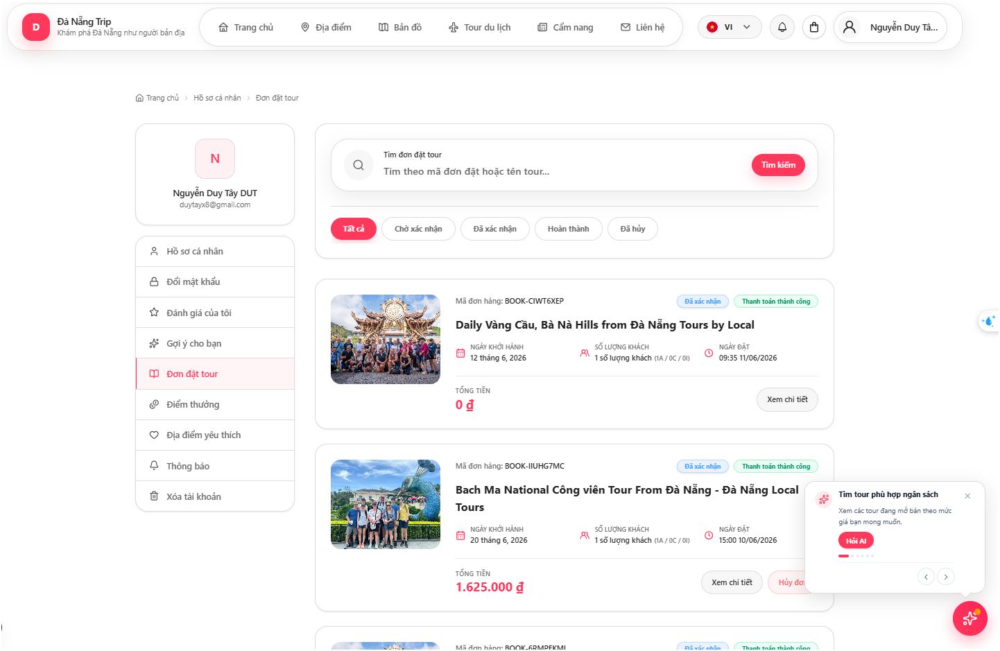 D
Đà Nẵng Trip
Khám phá Đà Nẵng như người bản địa
Trang chủ
Địa điểm
Bản đồ
Tour du lịch
Cẩm nang
Liên hệ
VI
Nguyễn Duy Tâ...
Trang chủ > Hồ sơ cá nhân > Đơn đặt tour
N
Nguyễn Duy Tây DUT
duytayx8@gmail.com
Hồ sơ cá nhân
Đổi mật khẩu
Đánh giá của tôi
Gợi ý cho bạn
Đơn đặt tour
Điểm thưởng
Địa điểm yêu thích
Thông báo
Xóa tài khoản
Tìm đơn đặt tour
Tìm theo mã đơn đặt hoặc tên tour...
Tìm kiếm
Tất cả
Chờ xác nhận
Đã xác nhận
Hoàn thành
Đã hủy
Mã đơn hàng: BOOK-CIWT6XEP
Đã xác nhận
Thanh toán thành công
Daily Vàng Cầu, Bà Nà Hills from Đà Nẵng Tours by Local
NGÀY KHỞI HÀNH
12 tháng 6, 2026
SỐ LƯỢNG KHÁCH
1 số lượng khách (1A / 0C / 0I)
NGÀY ĐẶT
09:35 11/06/2026
TỔNG TIỀN
0 ₫
Xem chi tiết
Mã đơn hàng: BOOK-IIUHG7MC
Đã xác nhận
Thanh toán thành công
Bach Ma National Công viên Tour From Đà Nẵng - Đà Nẵng Local
Tours
NGÀY KHỞI HÀNH
20 tháng 6, 2026
SỐ LƯỢNG KHÁCH
1 số lượng khách (1A / 0C / 0I)
NGÀY ĐẶT
15:00 10/06/2026
TỔNG TIỀN
1.625.000 ₫
Xem chi tiết
Hủy đơ
Mã đơn hàng: BOOK-6RMPFKMI
Đã xác nhận
Thanh toán thành công
Tìm tour phù hợp ngân sách
Xem các tour đang mở bán theo mức
giá bạn mong muốn.
Hỏi AI